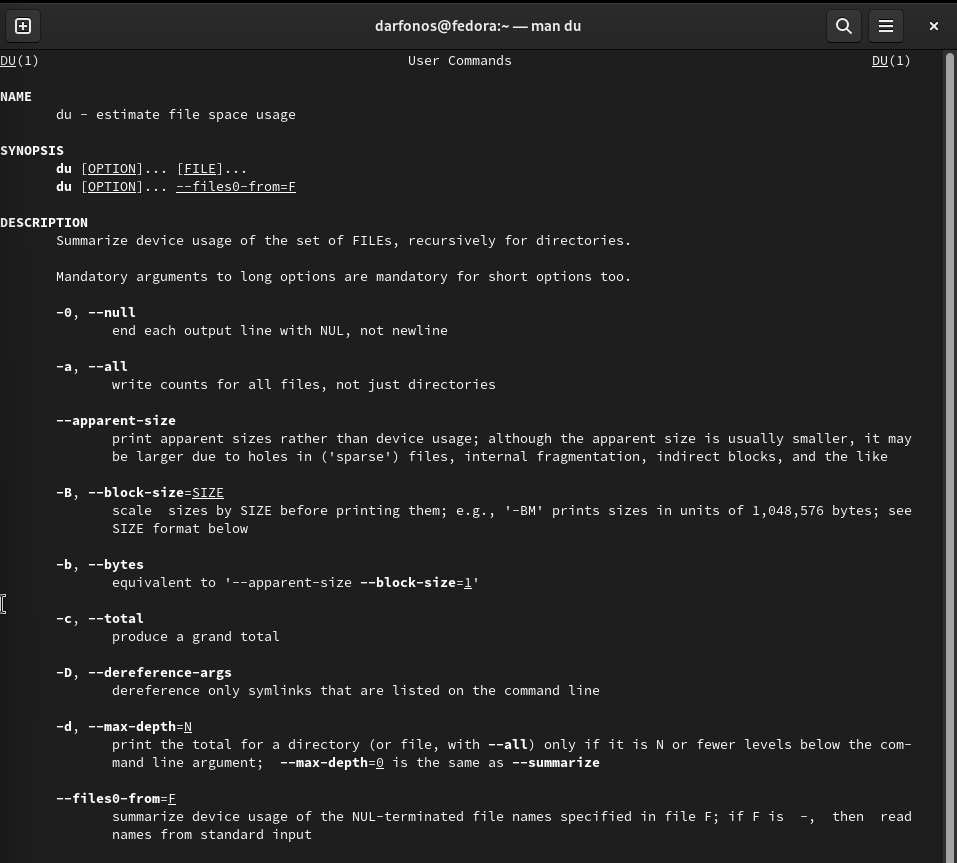 darfonos@fedora:~ — man du
DU(1) User Commands DU(1)
NAME
du - estimate file space usage
SYNOPSIS
du [OPTION]... [FILE]...
du [OPTION]... --files0-from=F
DESCRIPTION
Summarize device usage of the set of FILEs, recursively for directories.
Mandatory arguments to long options are mandatory for short options too.
-0, --null
end each output line with NUL, not newline
-a, --all
write counts for all files, not just directories
--apparent-size
print apparent sizes rather than device usage; although the apparent size is usually smaller, it may
be larger due to holes in ('sparse') files, internal fragmentation, indirect blocks, and the like
-B, --block-size=SIZE
scale  sizes by SIZE before printing them; e.g., '-BM' prints sizes in units of 1,048,576 bytes; see
SIZE format below
-b, --bytes
equivalent to '--apparent-size --block-size=1'
-c, --total
produce a grand total
-D, --dereference-args
dereference only symlinks that are listed on the command line
-d, --max-depth=N
print the total for a directory (or file, with --all) only if it is N or fewer levels below the com-
mand line argument;  --max-depth=0 is the same as --summarize
--files0-from=F
summarize device usage of the NUL-terminated file names specified in file F; if F is  -,  then  read
names from standard input